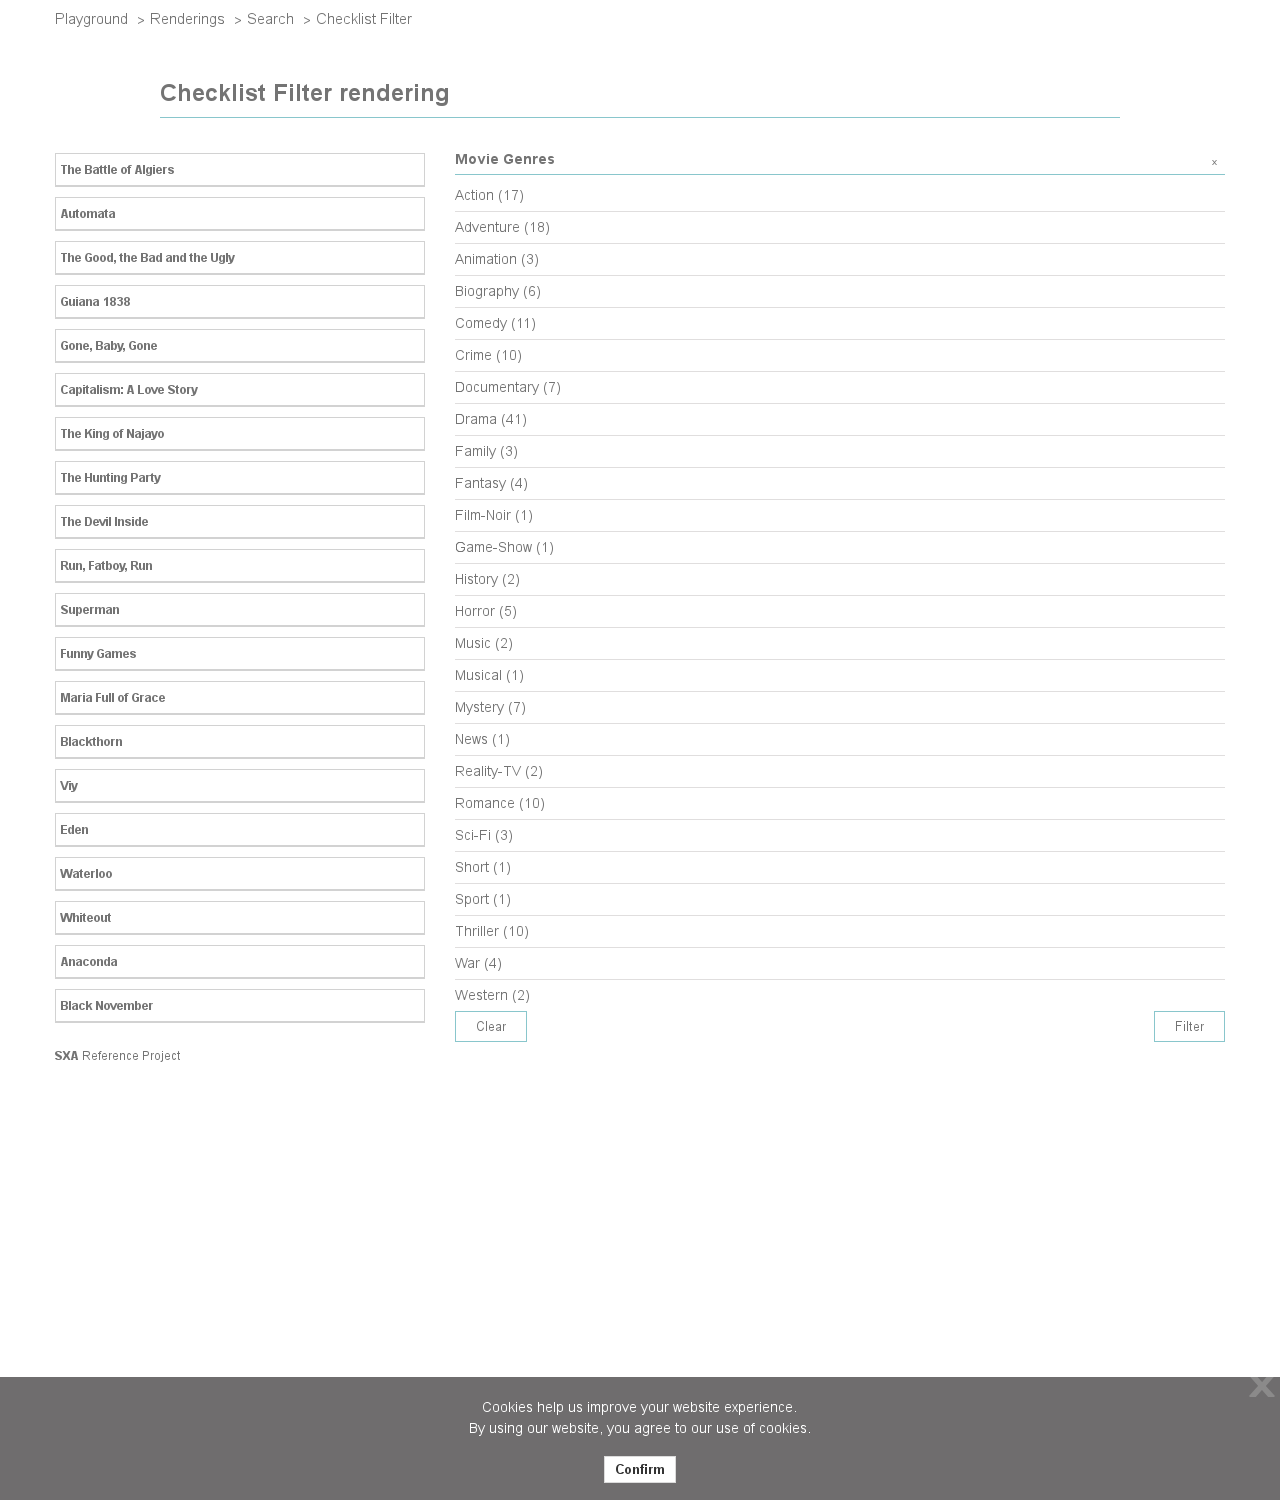 Playground > Renderings > Search > Checklist Filter
Checklist Filter rendering
The Battle of Algiers
Automata
The Good, the Bad and the Ugly
Guiana 1838
Gone, Baby, Gone
Capitalism: A Love Story
The King of Najayo
The Hunting Party
The Devil Inside
Run, Fatboy, Run
Superman
Funny Games
Maria Full of Grace
Blackthorn
Viy
Eden
Waterloo
Whiteout
Anaconda
Black November
Movie Genres x
Action (17)
Adventure (18)
Animation (3)
Biography (6)
Comedy (11)
Crime (10)
Documentary (7)
Drama (41)
Family (3)
Fantasy (4)
Film-Noir (1)
Game-Show (1)
History (2)
Horror (5)
Music (2)
Musical (1)
Mystery (7)
News (1)
Reality-TV (2)
Romance (10)
Sci-Fi (3)
Short (1)
Sport (1)
Thriller (10)
War (4)
Western (2)
Clear Filter
SXA Reference Project
X
Cookies help us improve your website experience.
By using our website, you agree to our use of cookies.
Confirm